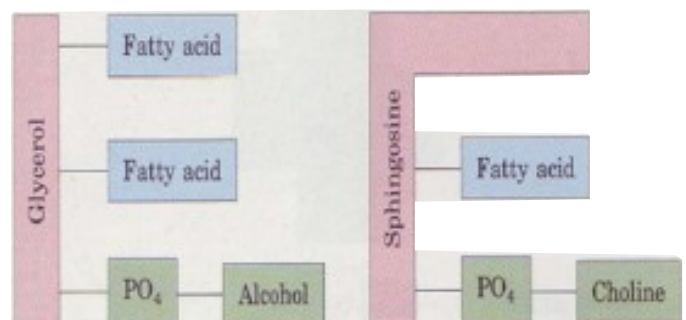 Glycerol
Fatty acid
Fatty acid
PO₄
Alcohol
Sphingosine
Fatty acid
PO₄
Choline